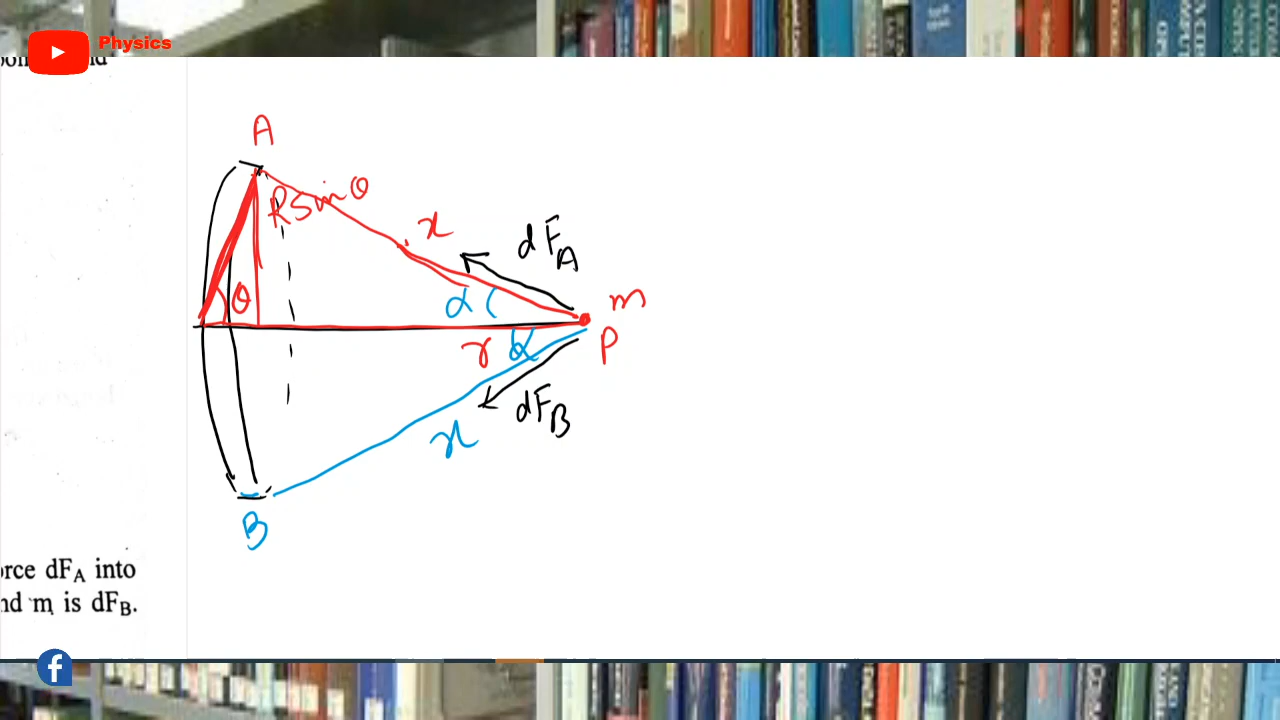 Physics
A
R sin θ
x
dF_A
θ
α
m
r
α
P
dF_B
x
B
orce dF_A into
nd m is dF_B.